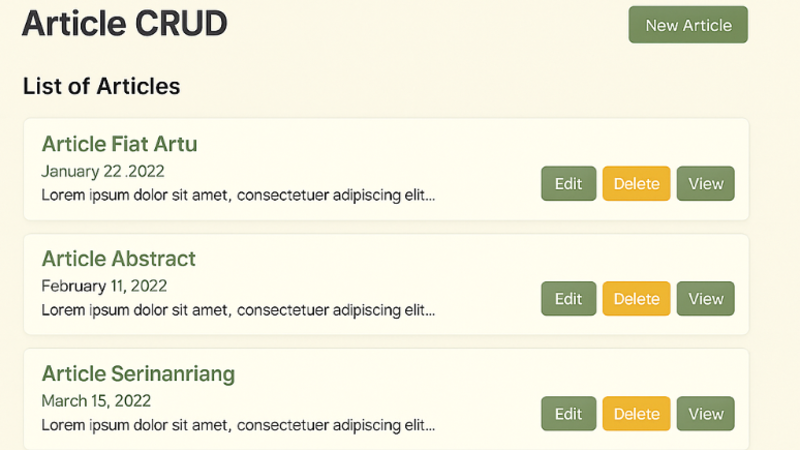 Article CRUD
New Article
List of Articles
Article Fiat Artu
January 22 .2022
Lorem ipsum dolor sit amet, consectetuer adipiscing elit...
Edit Delete View
Article Abstract
February 11, 2022
Lorem ipsum dolor sit amet, consectetuer adipiscing elit...
Edit Delete View
Article Serinanriang
March 15, 2022
Lorem ipsum dolor sit amet, consectetuer adipiscing elit...
Edit Delete View